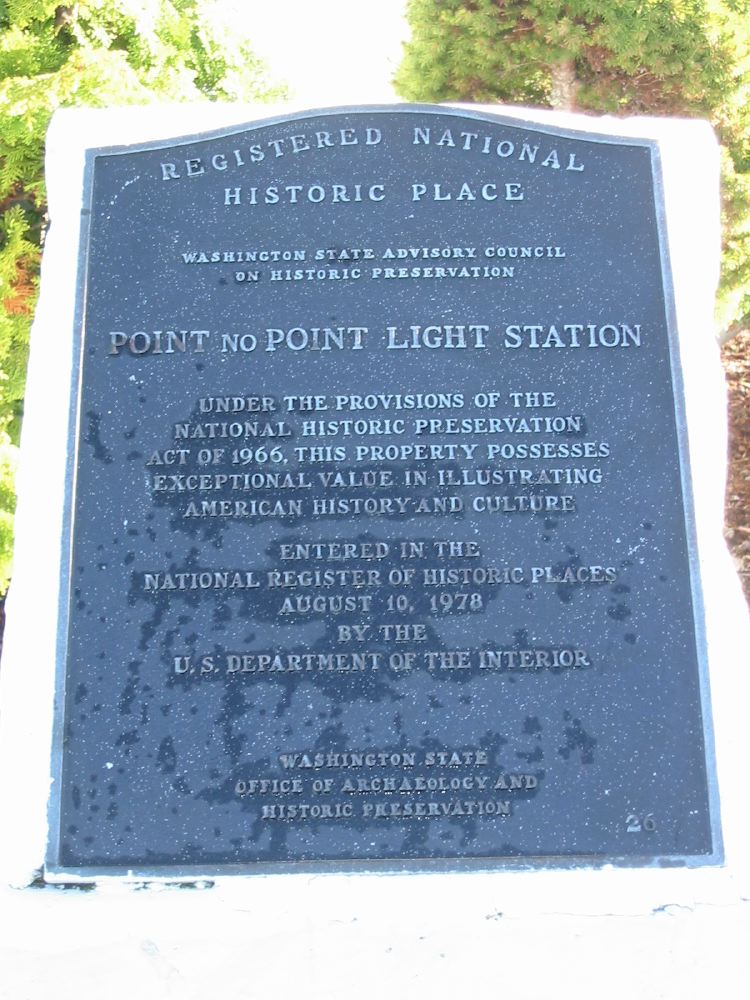 REGISTERED NATIONAL
HISTORIC PLACE
WASHINGTON STATE ADVISORY COUNCIL
ON HISTORIC PRESERVATION
POINT NO POINT LIGHT STATION
UNDER THE PROVISIONS OF THE
NATIONAL HISTORIC PRESERVATION
ACT OF 1966, THIS PROPERTY POSSESSES
EXCEPTIONAL VALUE IN ILLUSTRATING
AMERICAN HISTORY AND CULTURE
ENTERED IN THE
NATIONAL REGISTER OF HISTORIC PLACES
AUGUST 10, 1978
BY THE
U. S. DEPARTMENT OF THE INTERIOR
WASHINGTON STATE
OFFICE OF ARCHAEOLOGY AND
HISTORIC PRESERVATION
26